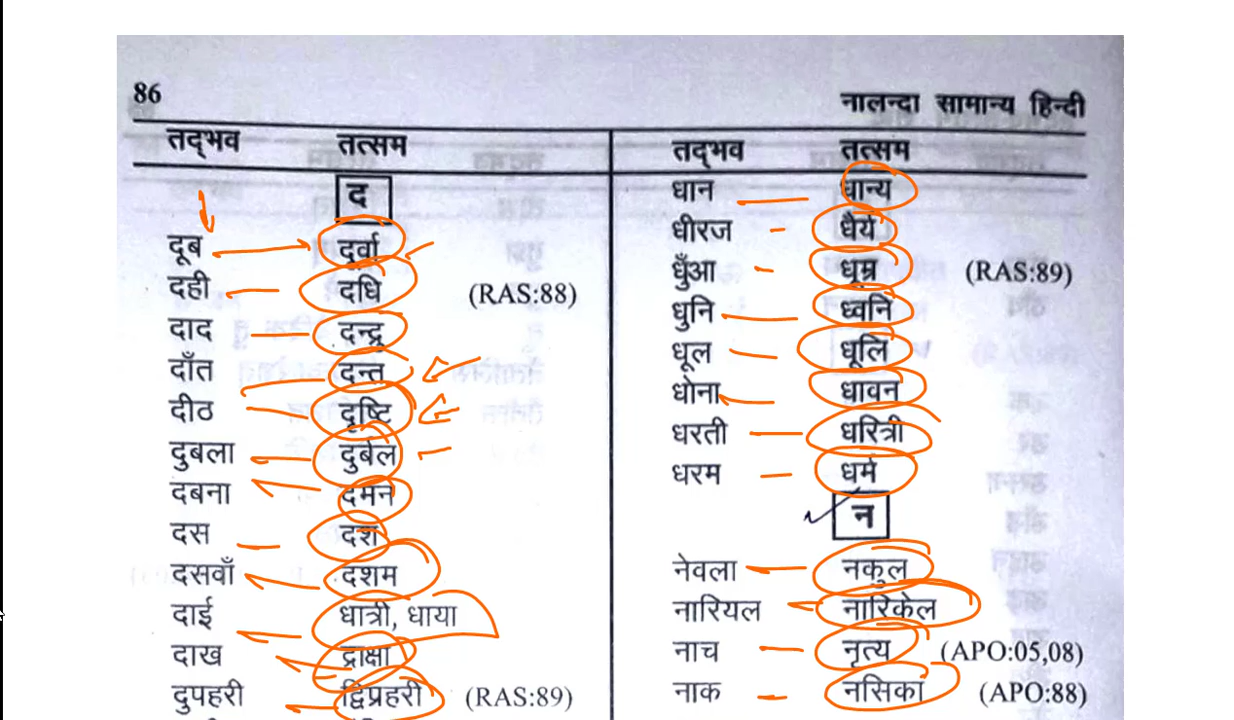 86
नालन्दा सामान्य हिन्दी
तद्‌भव तत्सम
द
दूब दूर्वा
दही दधि (RAS:88)
दाद दन्द्रु
दाँत दन्त
दीठ दृष्टि
दुबला दुर्बल
दबना दमन
दस दश
दसवाँ दशम
दाई धात्री, धाया
दाख द्राक्षा
दुपहरी द्विप्रहरी (RAS:89)
तद्‌भव तत्सम
धान धान्य
धीरज धैर्य
धुँआ धूम्र (RAS:89)
धुनि ध्वनि
धूल धूलि
धोना धावन
धरती धरित्री
धरम धर्म
न
नेवला नकुल
नारियल नारिकेल
नाच नृत्य (APO:05,08)
नाक नसिका (APO:88)